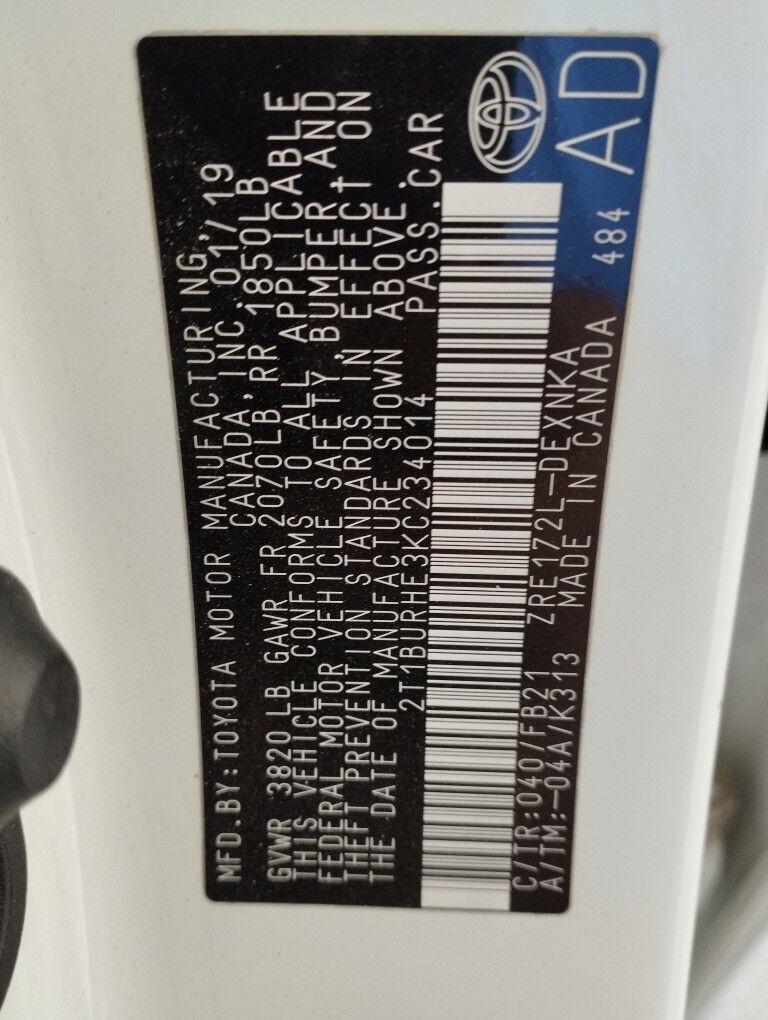 MFD.BY:TOYOTA MOTOR MANUFACTURING,
CANADA, INC. 01/19
GVWR 3820LB GAWR FR 2070LB, RR 1850LB
THIS VEHICLE CONFORMS TO ALL APPLICABLE
FEDERAL MOTOR VEHICLE SAFETY, BUMPER AND
THEFT PREVENTION STANDARDS IN EFFECT ON
THE DATE OF MANUFACTURE SHOWN ABOVE.
2T1BURHE3KC234014 PASS.CAR
C/TR:040/FB21 ZRE172L-DEXNKA
A/TM:-04A/K313 MADE IN CANADA
484
AD